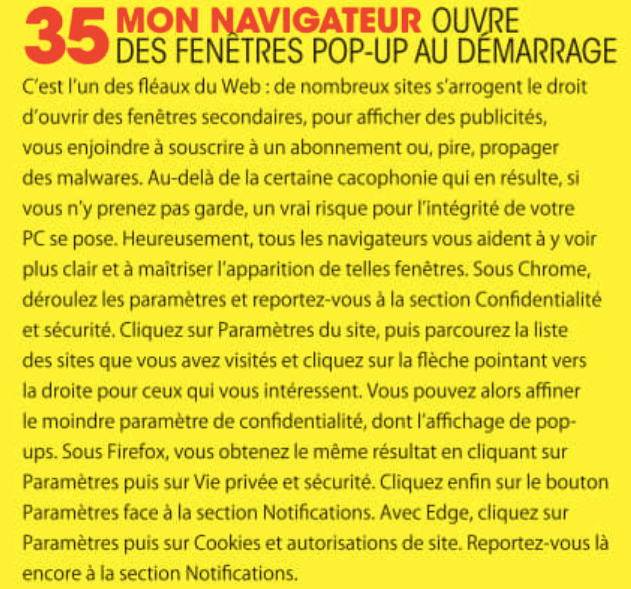 35 MON NAVIGATEUR OUVRE
DES FENÊTRES POP-UP AU DÉMARRAGE
C'est l'un des fléaux du Web : de nombreux sites s'arrogent le droit
d'ouvrir des fenêtres secondaires, pour afficher des publicités,
vous enjoindre à souscrire à un abonnement ou, pire, propager
des malwares. Au-delà de la certaine cacophonie qui en résulte, si
vous n'y prenez pas garde, un vrai risque pour l'intégrité de votre
PC se pose. Heureusement, tous les navigateurs vous aident à y voir
plus clair et à maîtriser l'apparition de telles fenêtres. Sous Chrome,
déroulez les paramètres et reportez-vous à la section Confidentialité
et sécurité. Cliquez sur Paramètres du site, puis parcourez la liste
des sites que vous avez visités et cliquez sur la flèche pointant vers
la droite pour ceux qui vous intéressent. Vous pouvez alors affiner
le moindre paramètre de confidentialité, dont l'affichage de pop-
ups. Sous Firefox, vous obtenez le même résultat en cliquant sur
Paramètres puis sur Vie privée et sécurité. Cliquez enfin sur le bouton
Paramètres face à la section Notifications. Avec Edge, cliquez sur
Paramètres puis sur Cookies et autorisations de site. Reportez-vous là
encore à la section Notifications.